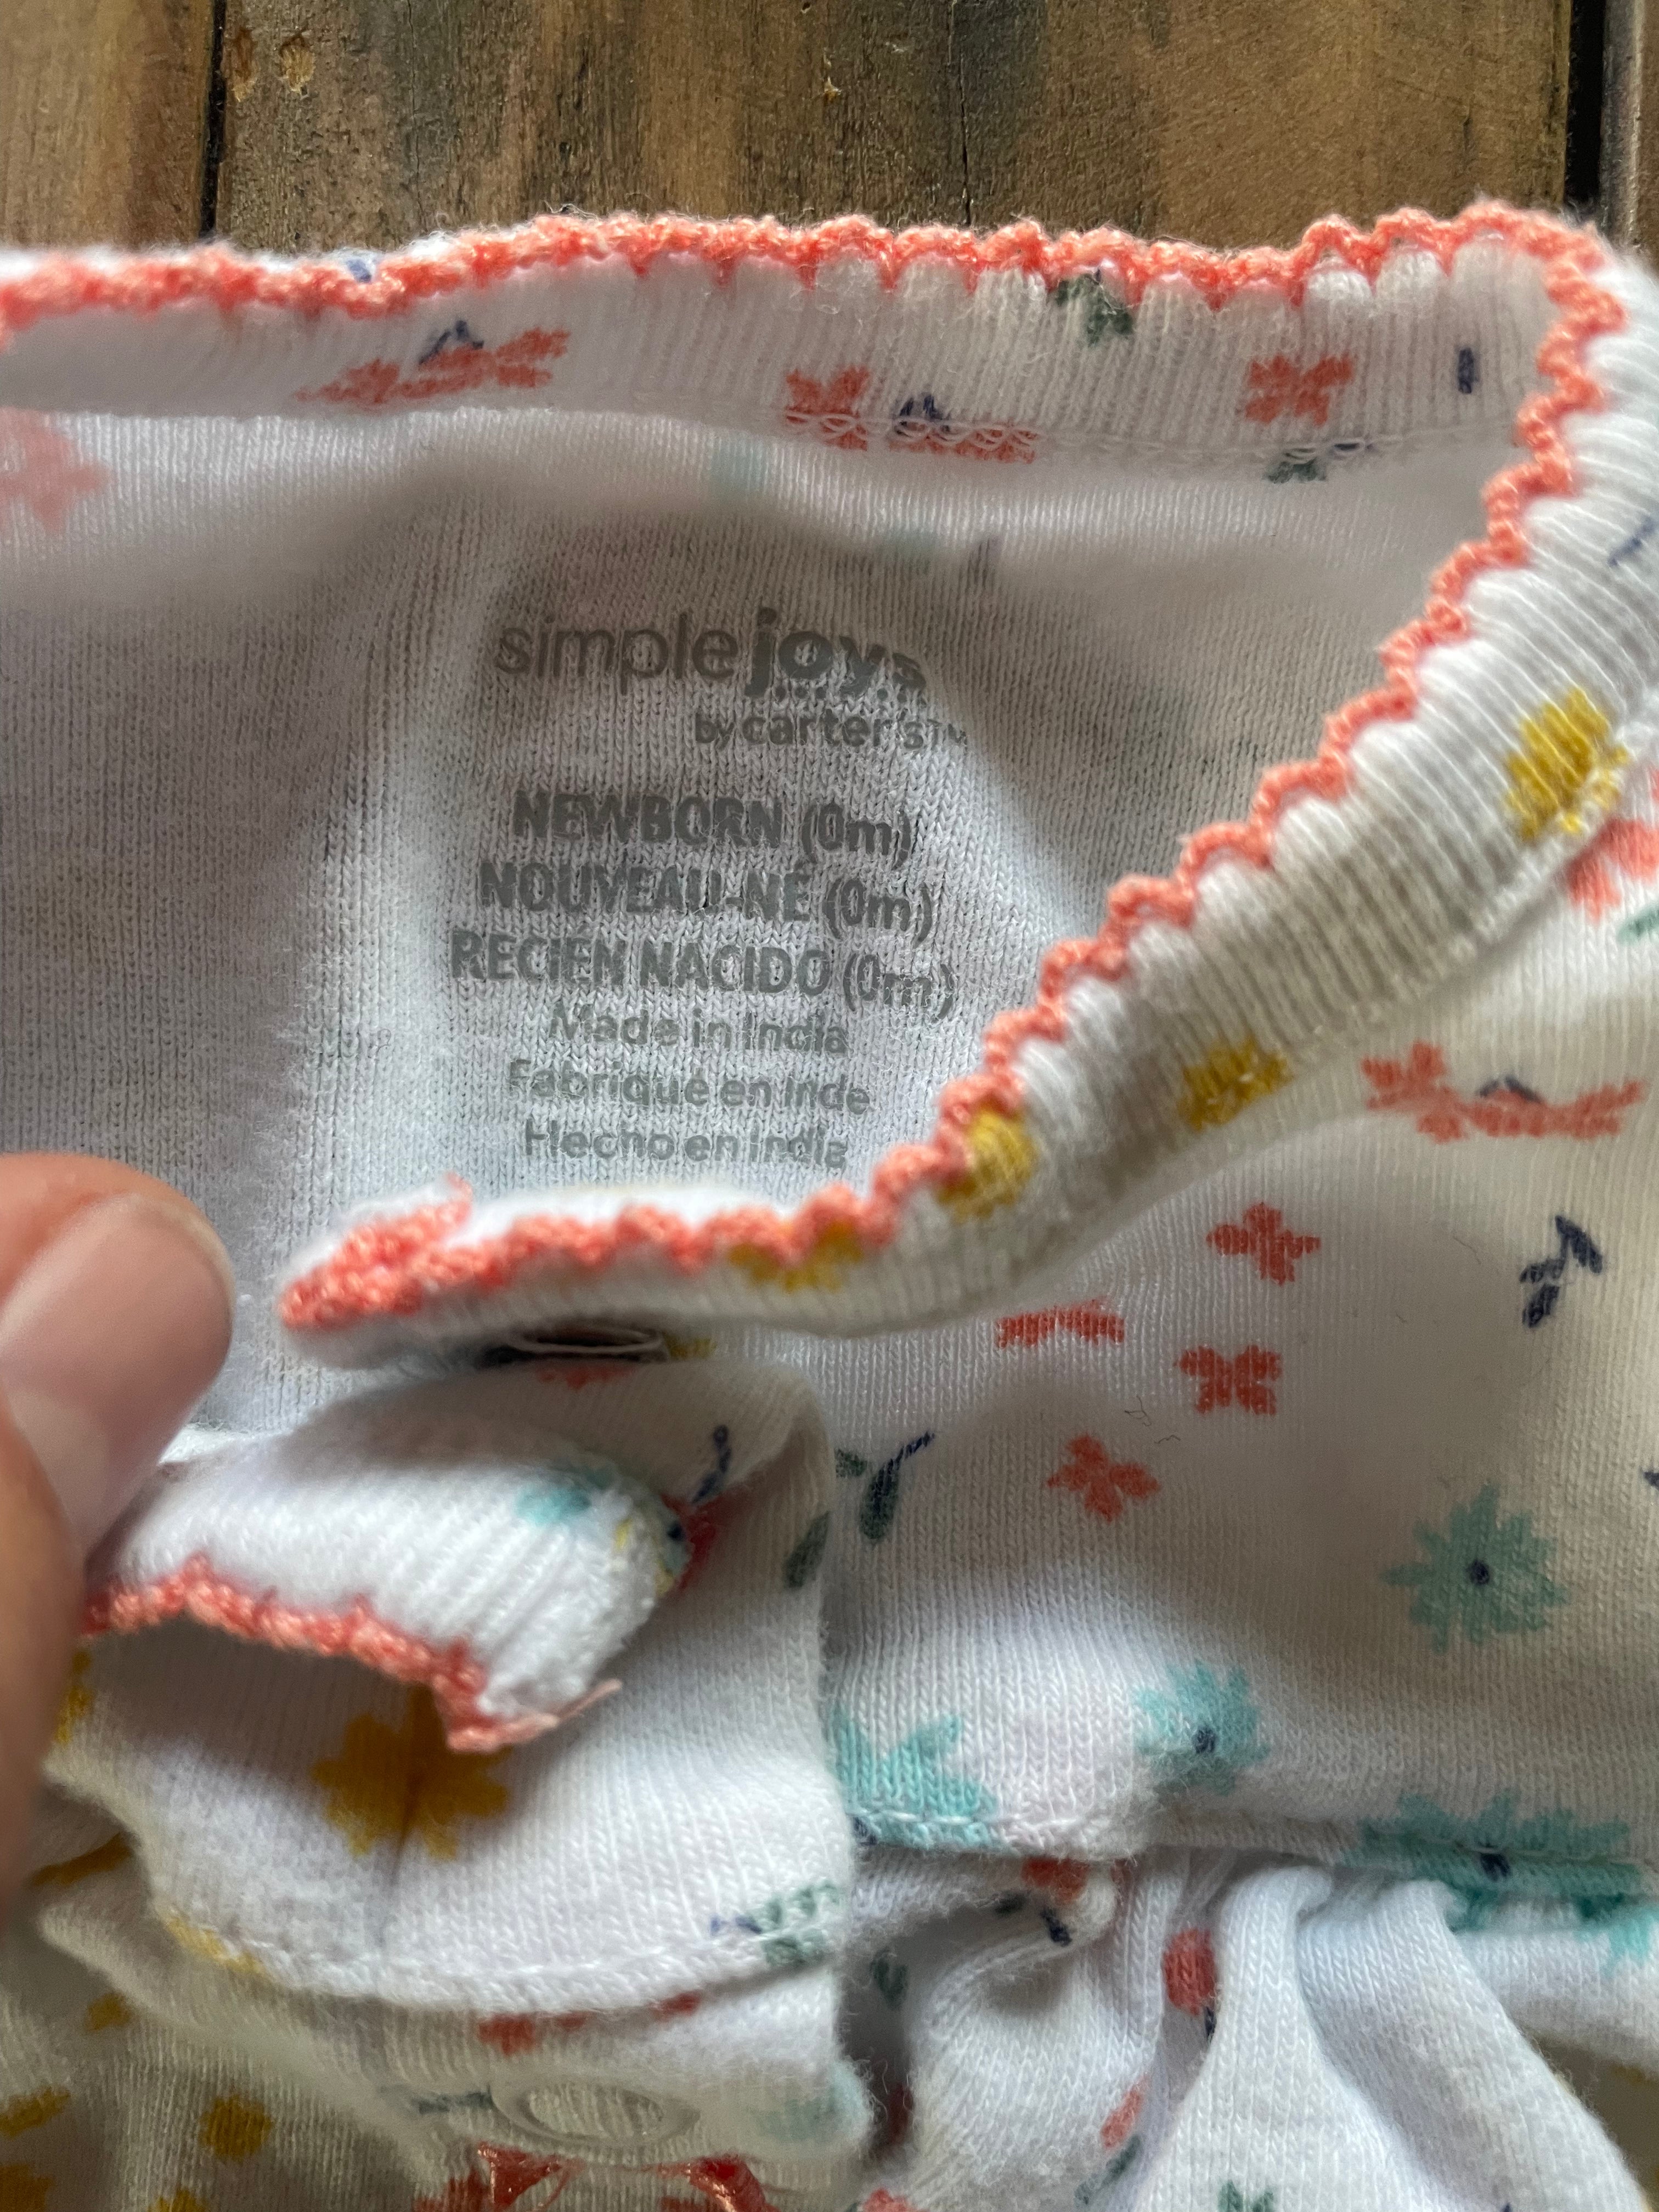 simple joys
by carter's™
NEWBORN (0m)
NOUVEAU-NÉ (0m)
RECIÉN NACIDO (0m)
Made in India
Fabriqué en Inde
Hecho en India